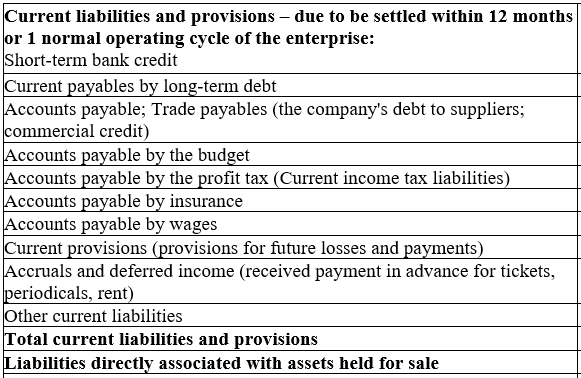 Current liabilities and provisions – due to be settled within 12 months
or 1 normal operating cycle of the enterprise:
Short-term bank credit
Current payables by long-term debt
Accounts payable; Trade payables (the company's debt to suppliers;
commercial credit)
Accounts payable by the budget
Accounts payable by the profit tax (Current income tax liabilities)
Accounts payable by insurance
Accounts payable by wages
Current provisions (provisions for future losses and payments)
Accruals and deferred income (received payment in advance for tickets,
periodicals, rent)
Other current liabilities
Total current liabilities and provisions
Liabilities directly associated with assets held for sale